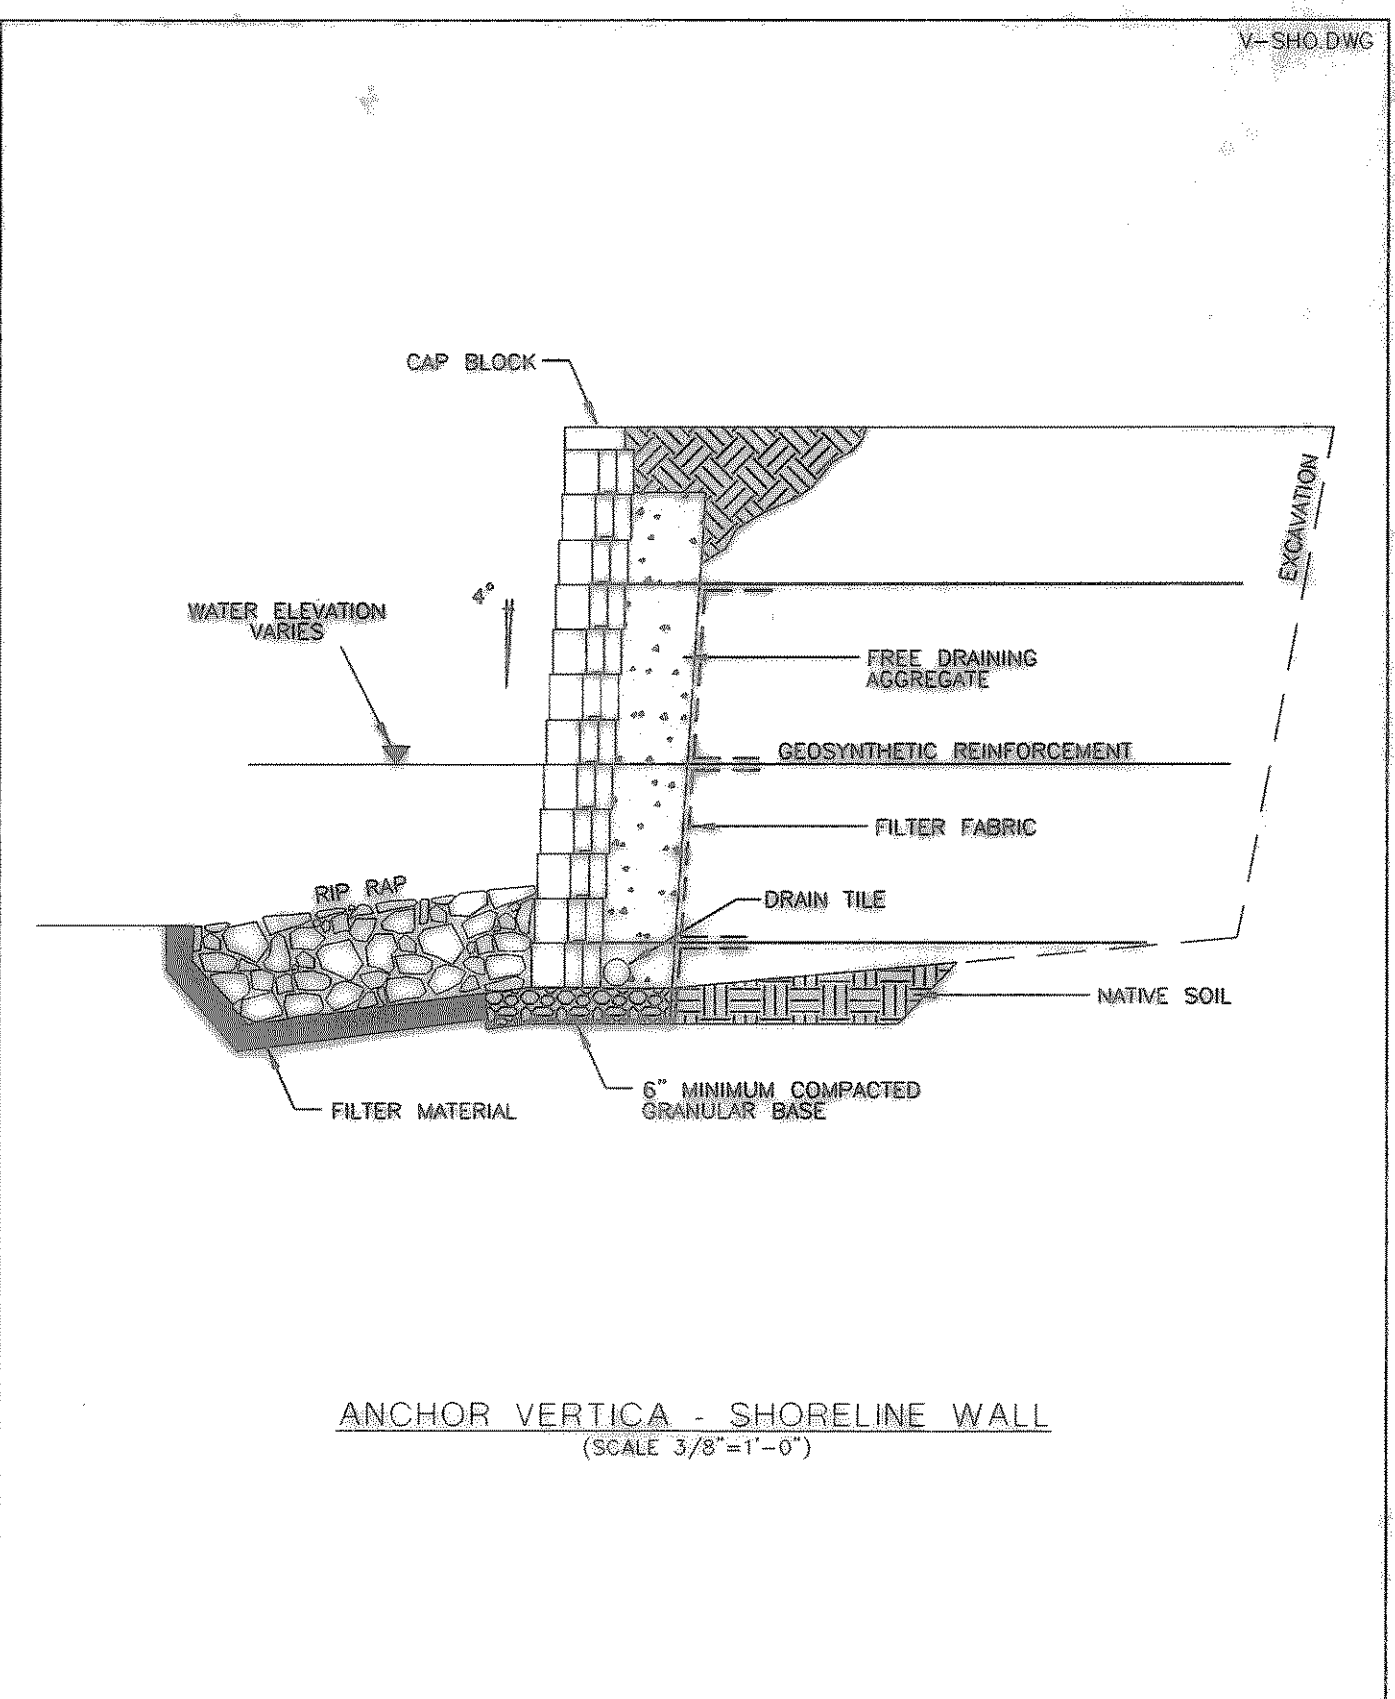 V-SHO.DWG
CAP BLOCK
EXCAVATION
4°
WATER ELEVATION
VARIES
FREE DRAINING
AGGREGATE
GEOSYNTHETIC REINFORCEMENT
FILTER FABRIC
RIP RAP
DRAIN TILE
NATIVE SOIL
6" MINIMUM COMPACTED
GRANULAR BASE
FILTER MATERIAL
ANCHOR VERTICA - SHORELINE WALL
(SCALE 3/8"=1'-0")